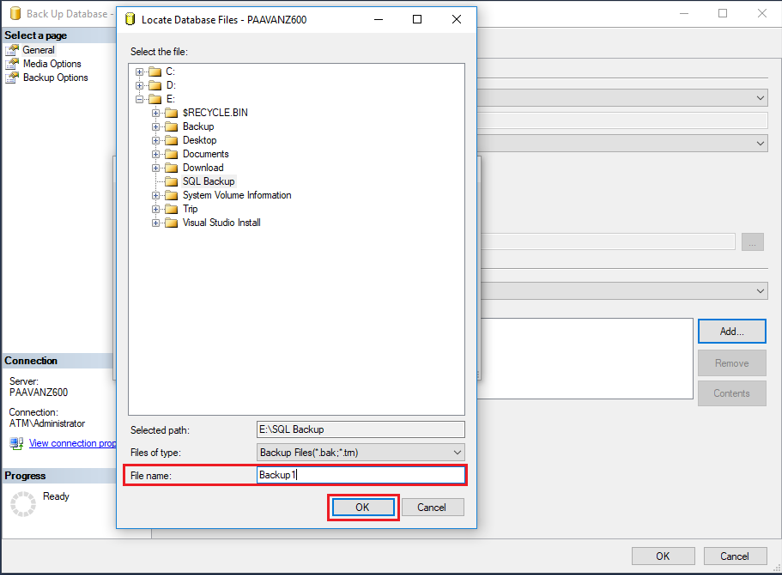 Back Up Database -
Select a page
General
Media Options
Backup Options
Locate Database Files - PAAVANZ600
Select the file:
C:
D:
E:
$RECYCLE.BIN
Backup
Desktop
Documents
Download
SQL Backup
System Volume Information
Trip
Visual Studio Install
Selected path:
E:\SQL Backup
Files of type:
Backup Files(*.bak;*.trn)
File name:
Backup1
OK
Cancel
...
Add...
Remove
Contents
Connection
Server:
PAAVANZ600
Connection:
ATM\Administrator
View connection prop
Progress
Ready
OK
Cancel